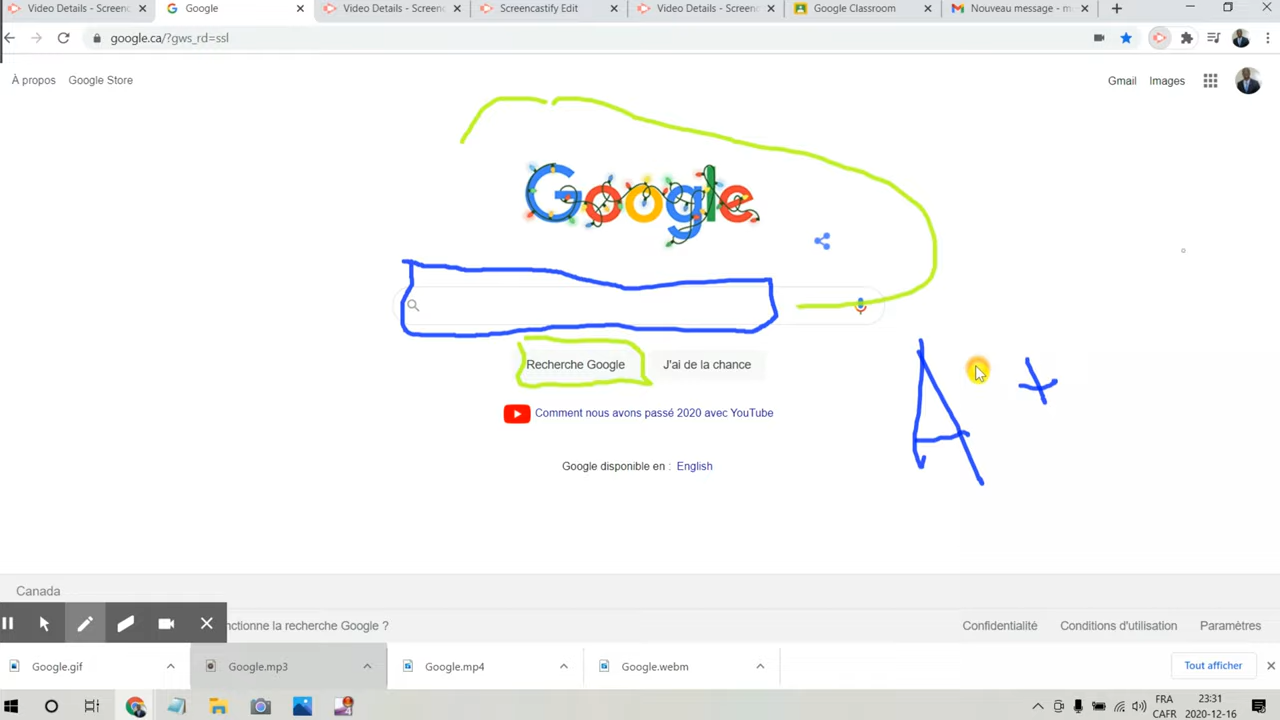 Video Details - Screenc
Google
Video Details - Screenc
Screencastify Edit
Video Details - Screenc
Google Classroom
Nouveau message - m
google.ca/?gws_rd=ssl
À propos
Google Store
Gmail
Images
Google
Recherche Google
J'ai de la chance
Comment nous avons passé 2020 avec YouTube
Google disponible en : English
A +
Canada
nctionne la recherche Google ?
Confidentialité
Conditions d'utilisation
Paramètres
Google.gif
Google.mp3
Google.mp4
Google.webm
Tout afficher
FRA
CAFR
23:31
2020-12-16